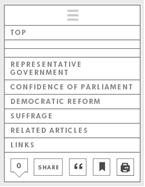 TOP
REPRESENTATIVE
GOVERNMENT
CONFIDENCE OF PARLIAMENT
DEMOCRATIC REFORM
SUFFRAGE
RELATED ARTICLES
LINKS
0 SHARE “